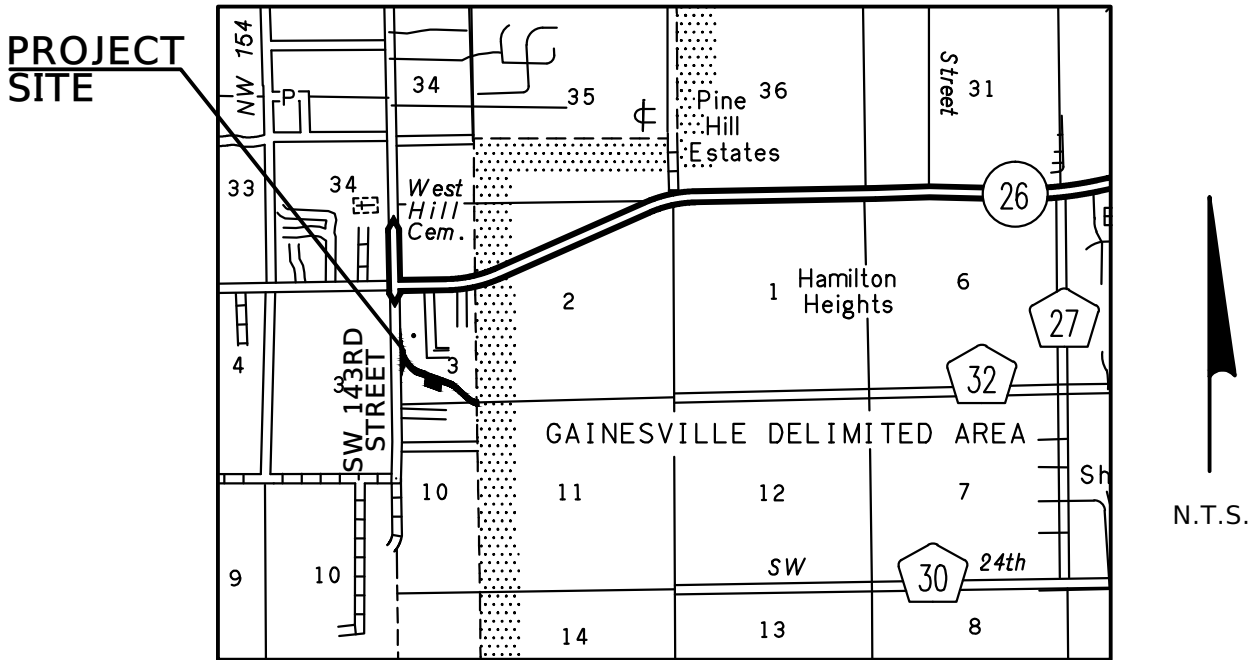 PROJECT
SITE
NW 154
34
P
35
Pine
Hill
Estates
36
Street
31
33
34
West
Hill
Cem.
26
2
1
Hamilton
Heights
6
27
4
3
SW 143RD
STREET
3
32
GAINESVILLE DELIMITED AREA
10
11
12
7
Sh
N.T.S.
9
10
SW
30
24th
14
13
8